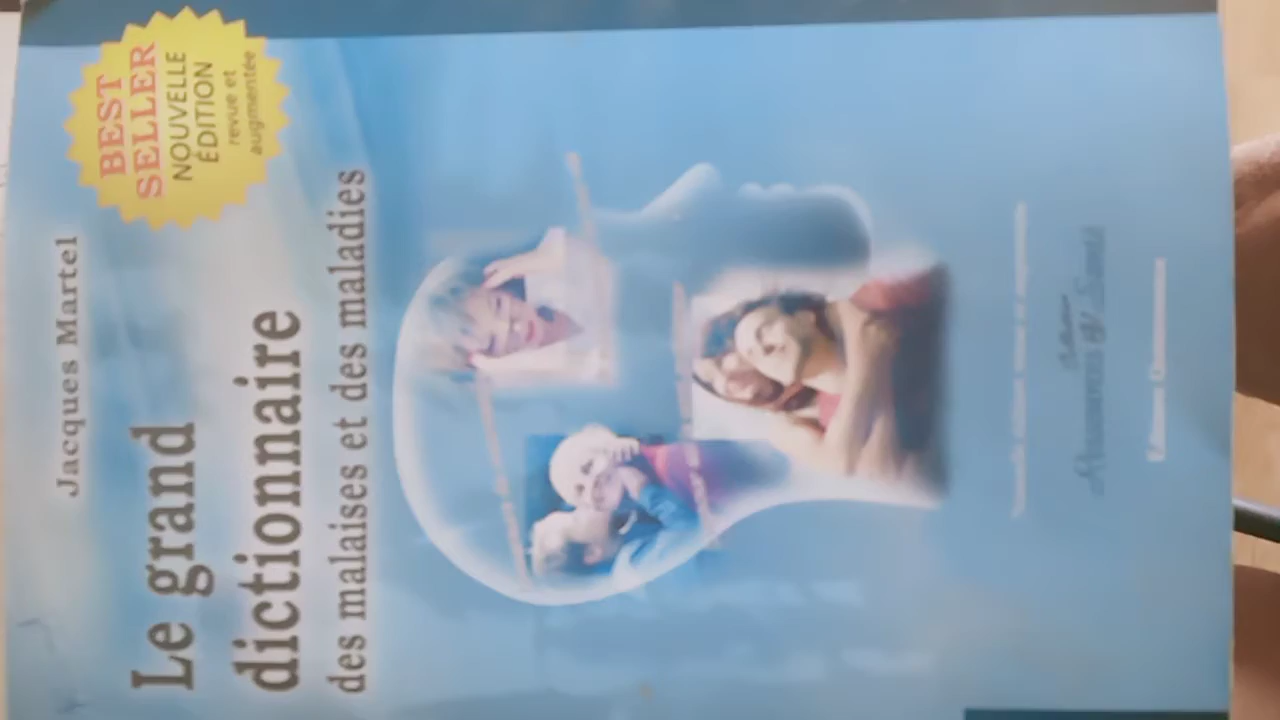 Jacques Martel
BEST
SELLER
NOUVELLE
ÉDITION
revue et
augmentée
Le grand
dictionnaire
des malaises et des maladies